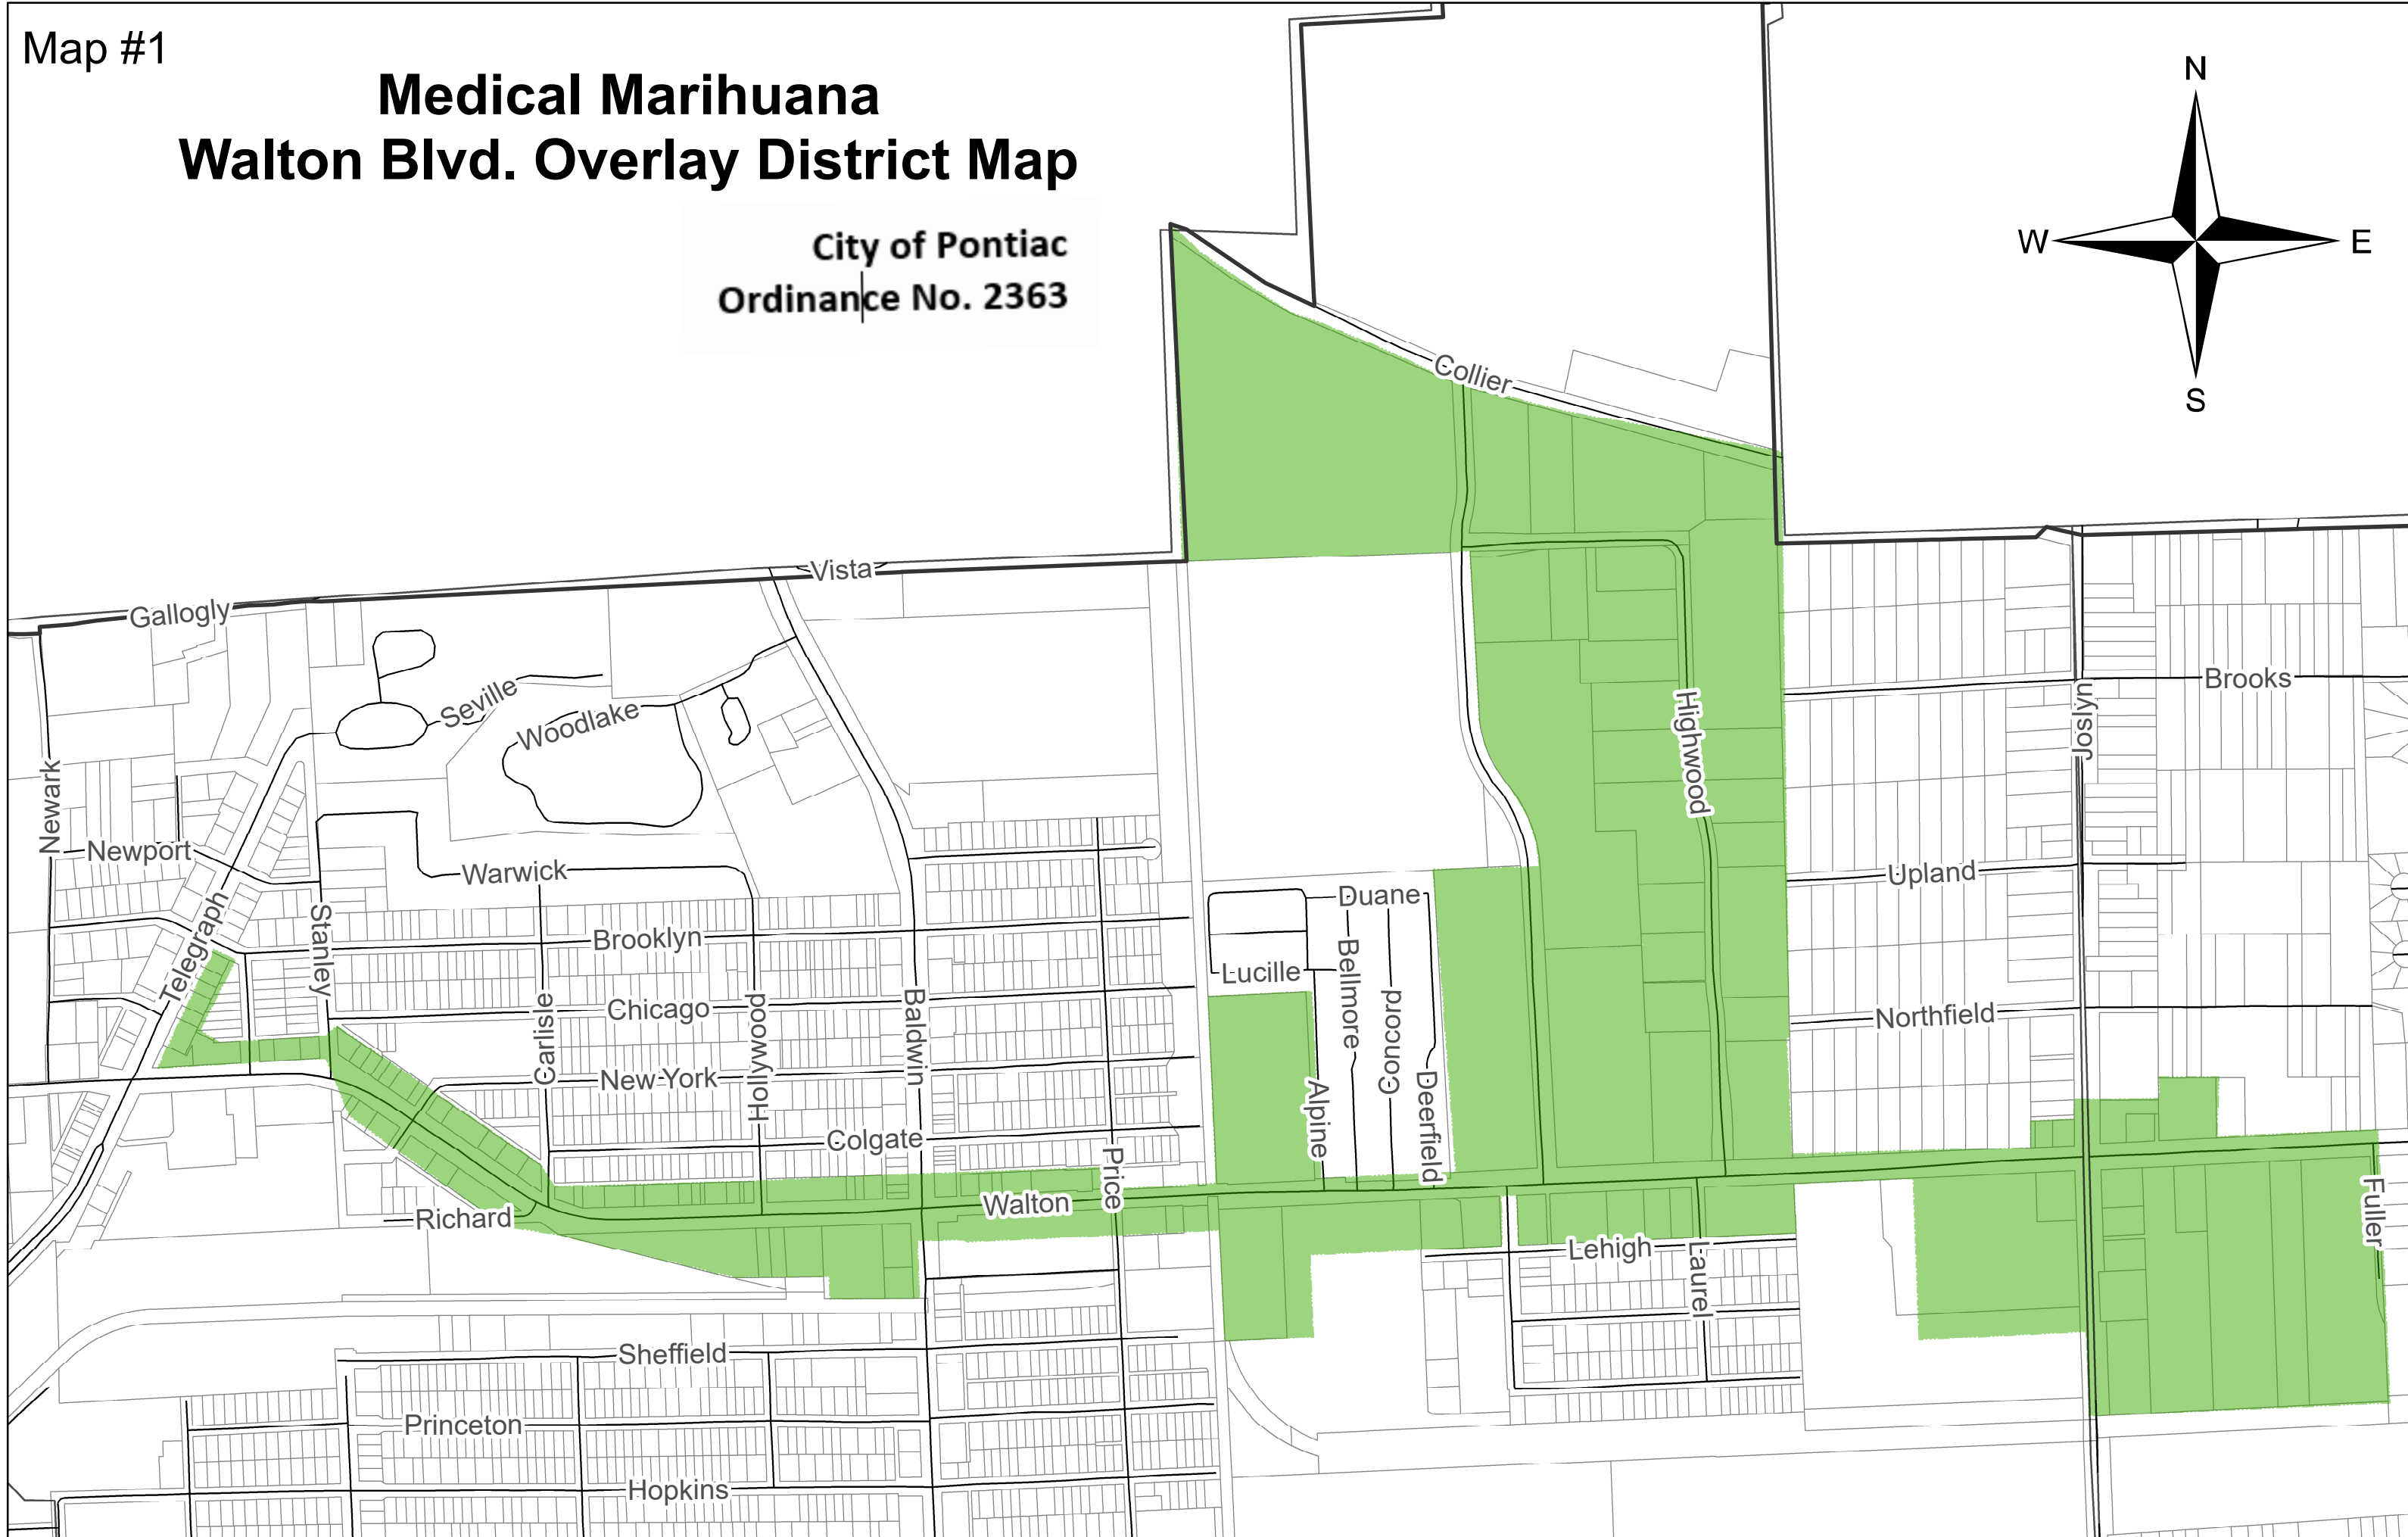 Map #1
Medical Marihuana
Walton Blvd. Overlay District Map
City of Pontiac
Ordinance No. 2363
N
W
E
S
Collier
Vista
Gallogly
Seville
Woodlake
Highwood
Joslyn
Brooks
Newark
Newport
Warwick
Upland
Telegraph
Stanley
Brooklyn
Duane
Lucille
Bellmore
Concord
Deerfield
Alpine
Carlisle
Chicago
Hollywood
Baldwin
Northfield
New York
Colgate
Price
Walton
Richard
Lehigh
Laurel
Fuller
Sheffield
Princeton
Hopkins